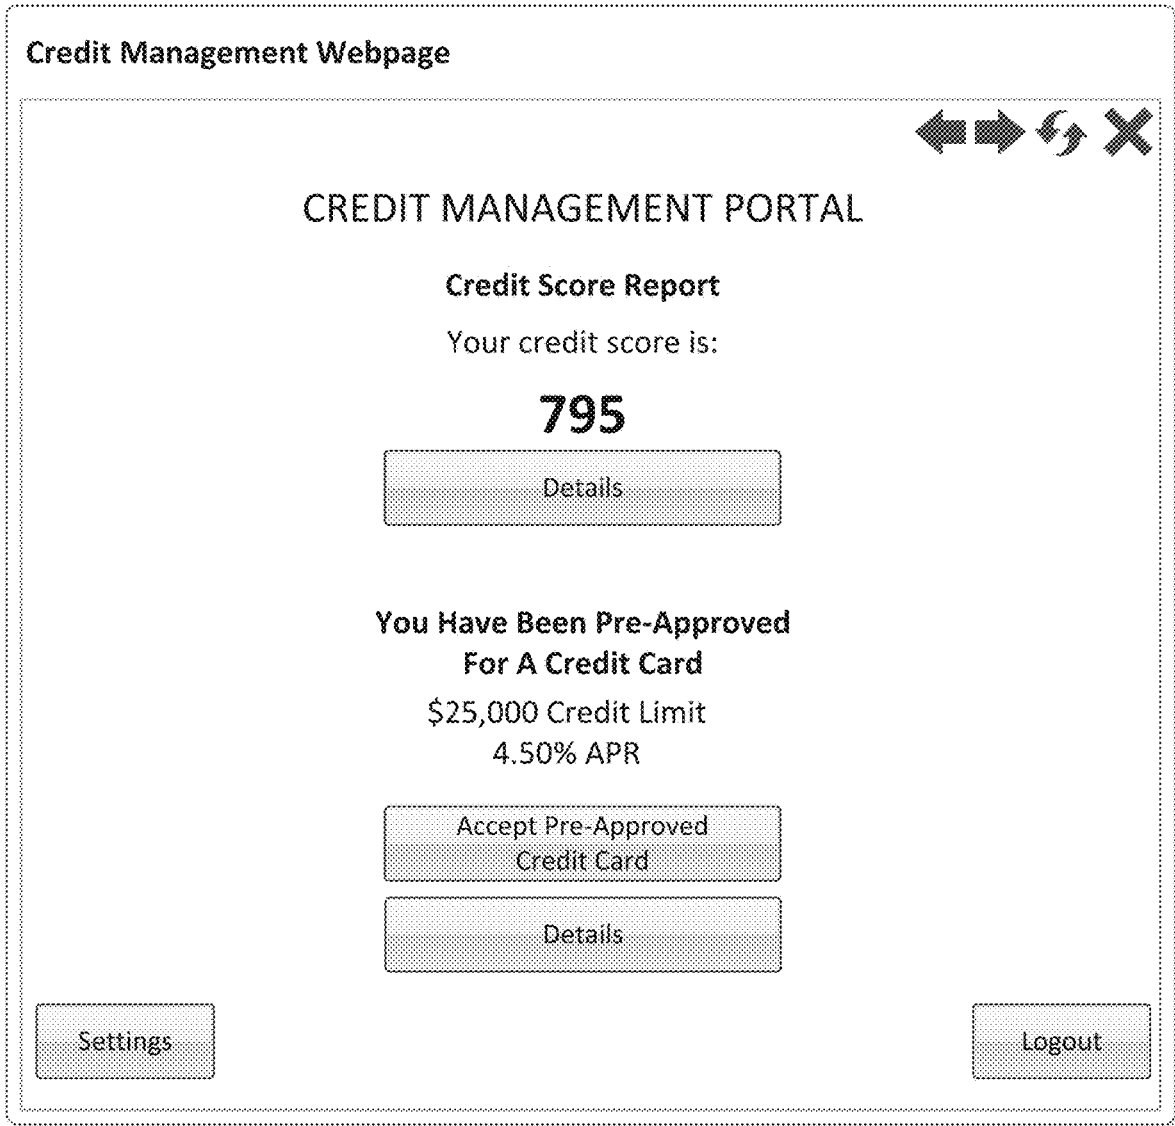 Credit Management Webpage
CREDIT MANAGEMENT PORTAL
Credit Score Report
Your credit score is:
795
Details
You Have Been Pre-Approved
For A Credit Card
$25,000 Credit Limit
4.50% APR
Accept Pre-Approved
Credit Card
Details
Settings
Logout